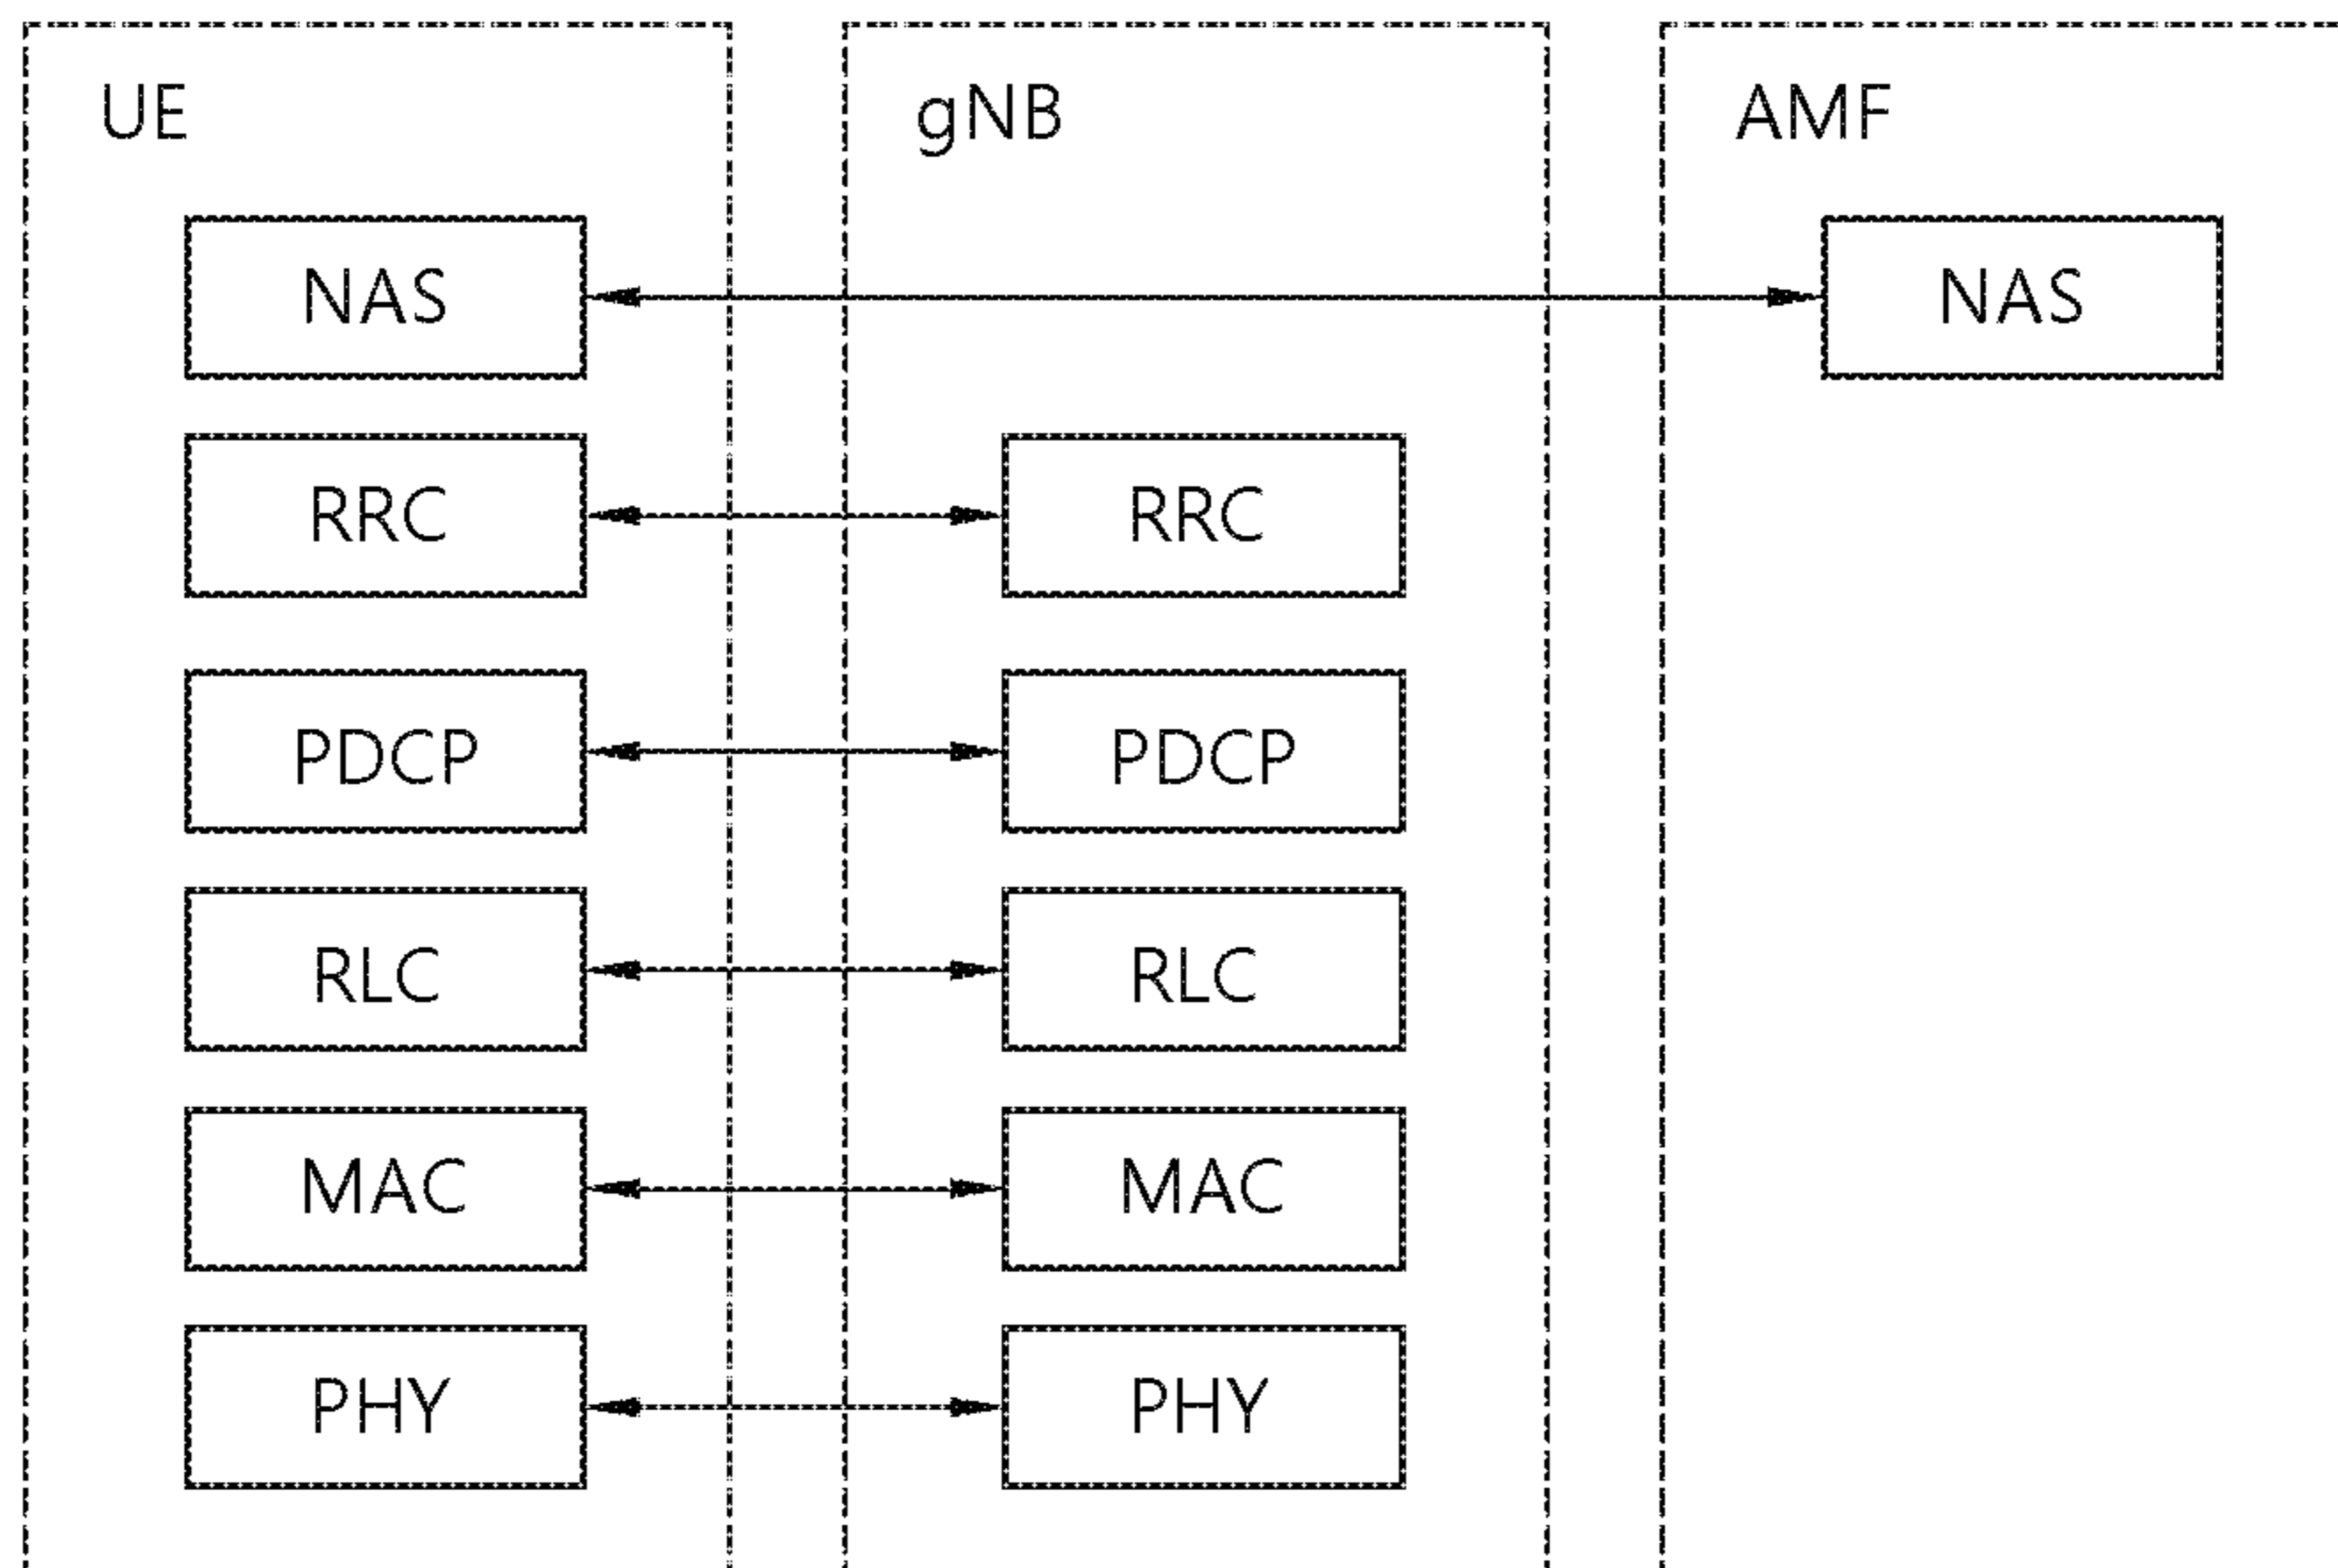 UE gNB AMF
NAS NAS
RRC RRC
PDCP PDCP
RLC RLC
MAC MAC
PHY PHY